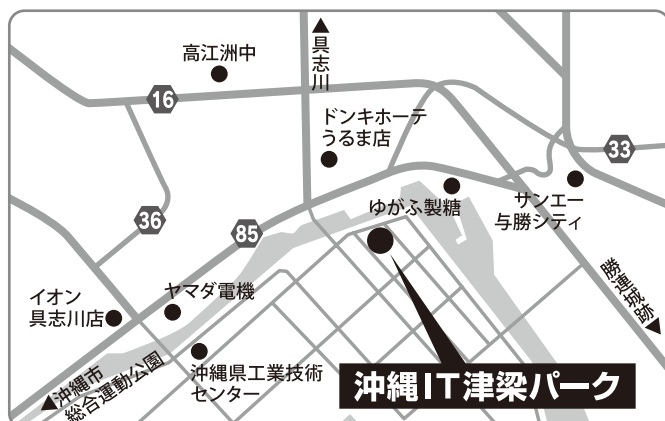 高江洲中
▲具志川
16
ドンキホーテ
うるま店
33
ゆがふ製糖
サンエー
与勝シティ
36
85
イオン
具志川店
ヤマダ電機
勝連城跡▼
沖縄県工業技術
センター
◀沖縄市
総合運動公園
沖縄IT津梁パーク